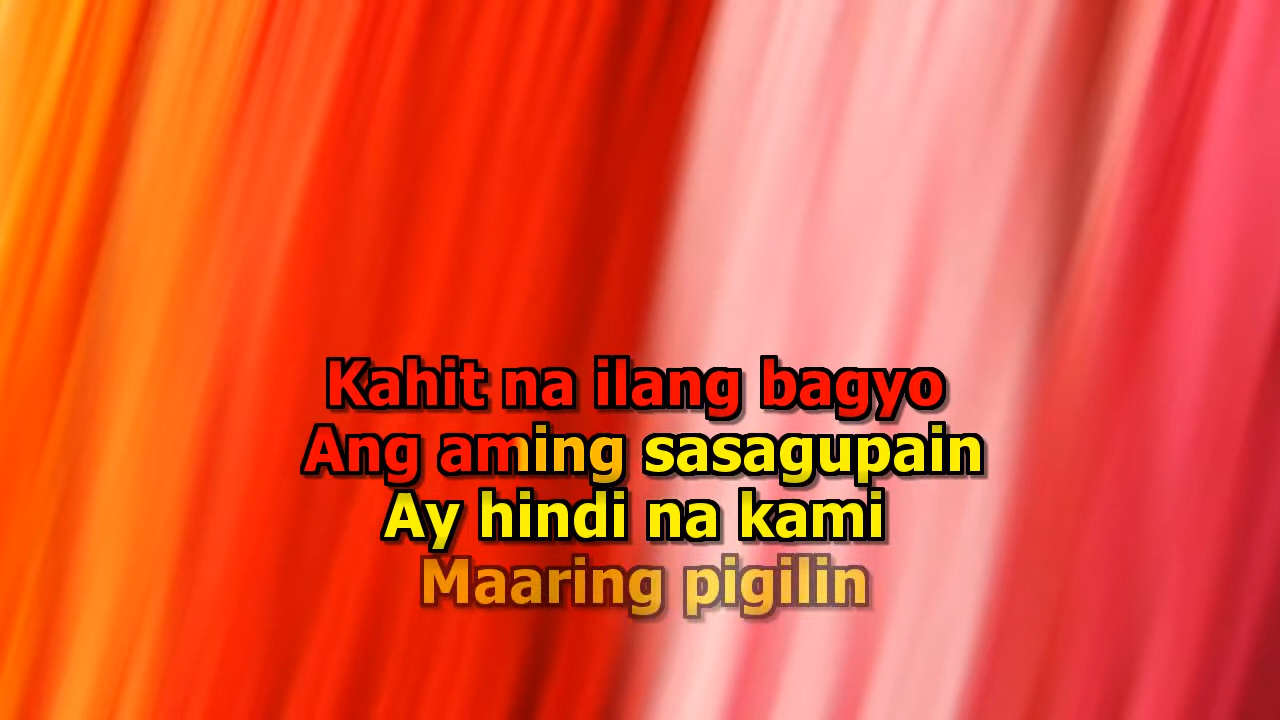 Kahit na ilang bagyo
Ang aming sasagupain
Ay hindi na kami
Maaring pigilin